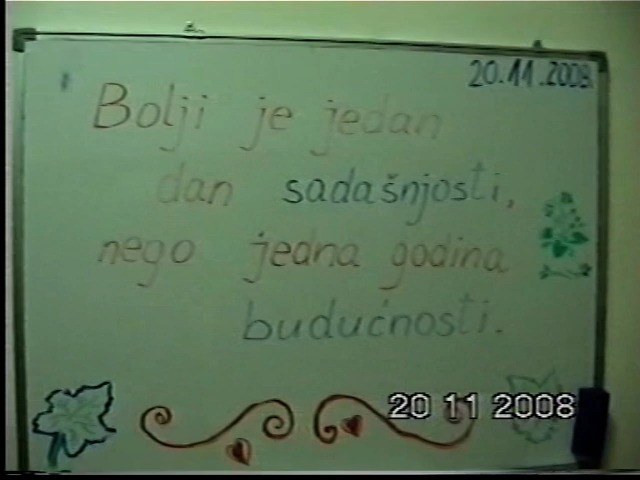 20.11.2008.
Bolji je jedan
dan sadašnjosti,
nego jedna godina
budućnosti.
20 11 2008